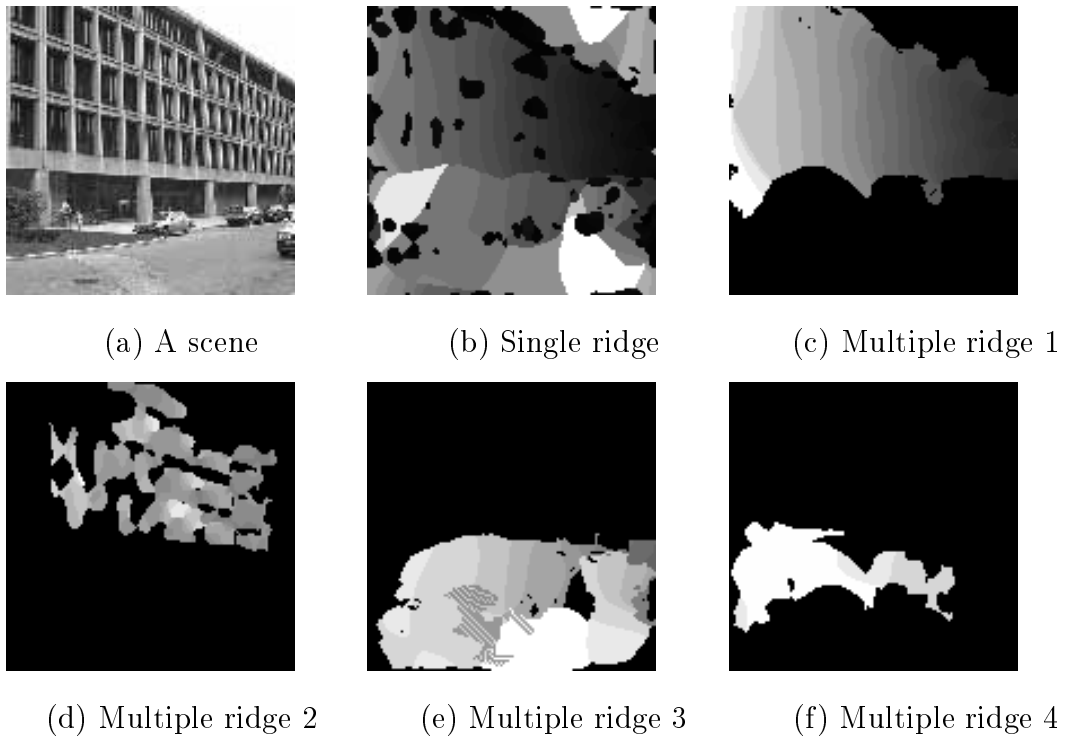 (a) A scene
(b) Single ridge
(c) Multiple ridge 1
(d) Multiple ridge 2
(e) Multiple ridge 3
(f) Multiple ridge 4